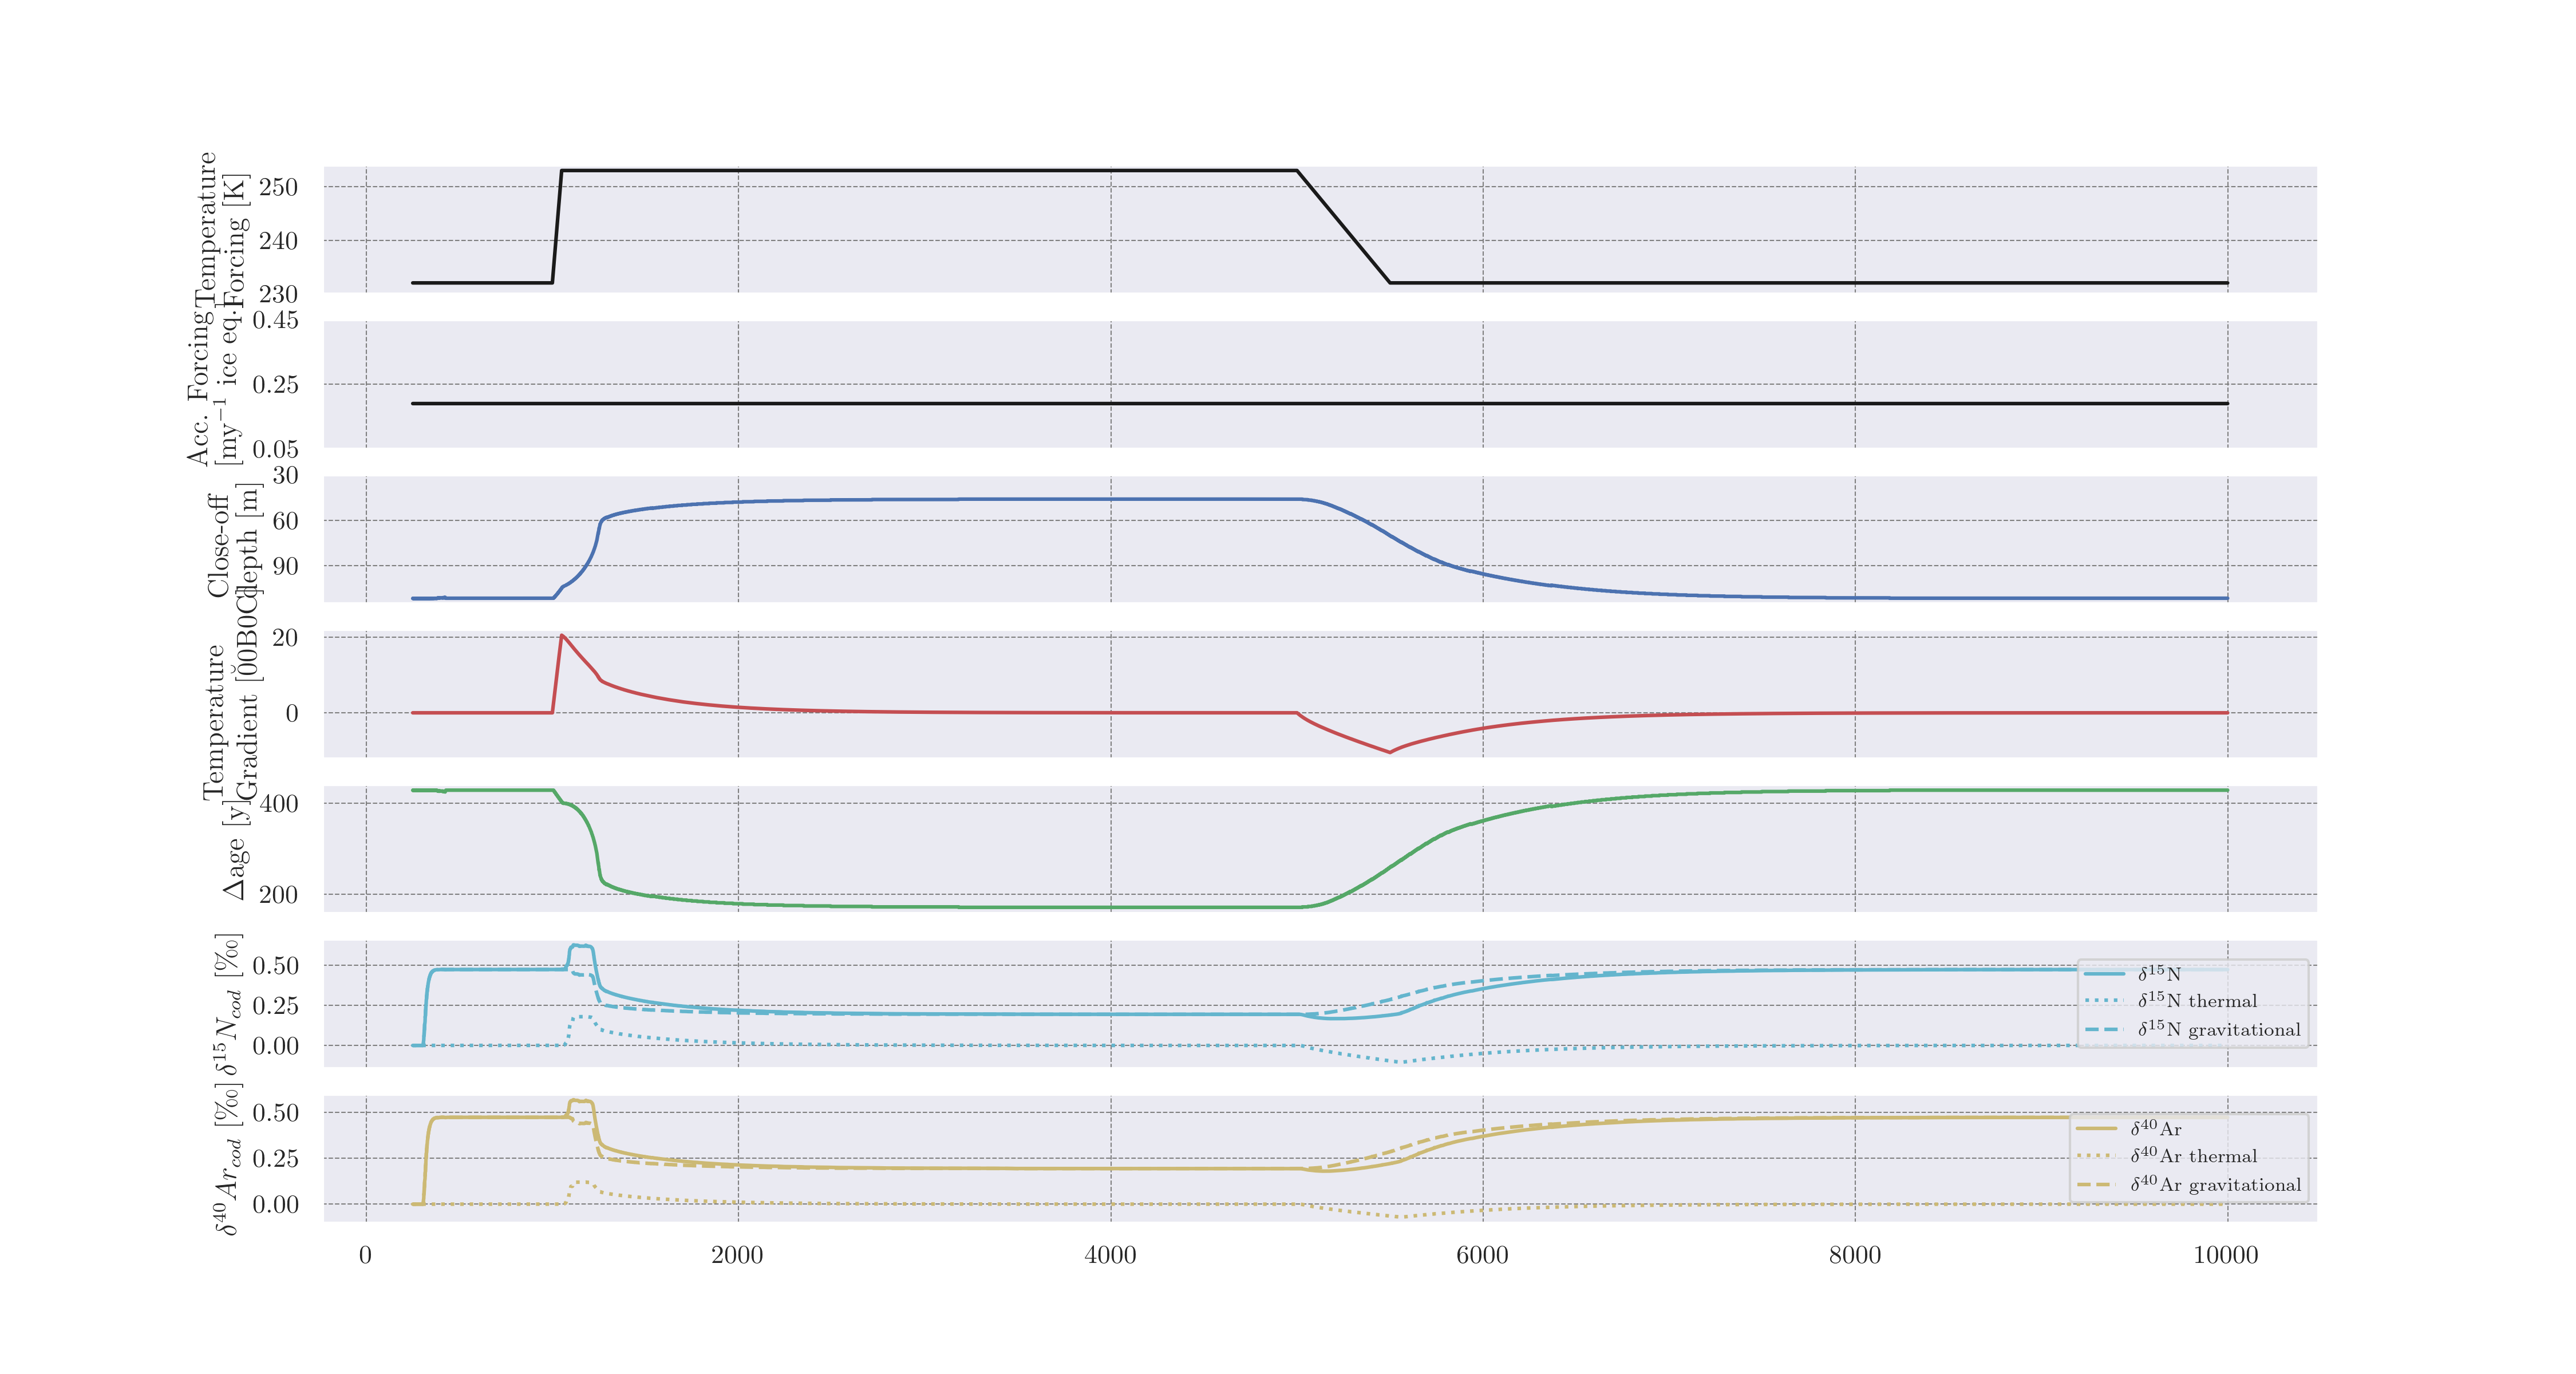 Temperature
Forcing [K]
250
240
230
Acc. Forcing
[my⁻¹ ice eq.]
0.45
0.25
0.05
Close-off
depth [m]
30
60
90
Temperature
Gradient [̆00B0C]
20
0
Δage [y]
400
200
δ¹⁵N_cod [‰]
0.50
0.25
0.00
δ¹⁵N
δ¹⁵N thermal
δ¹⁵N gravitational
δ⁴⁰Ar_cod [‰]
0.50
0.25
0.00
δ⁴⁰Ar
δ⁴⁰Ar thermal
δ⁴⁰Ar gravitational
0 2000 4000 6000 8000 10000